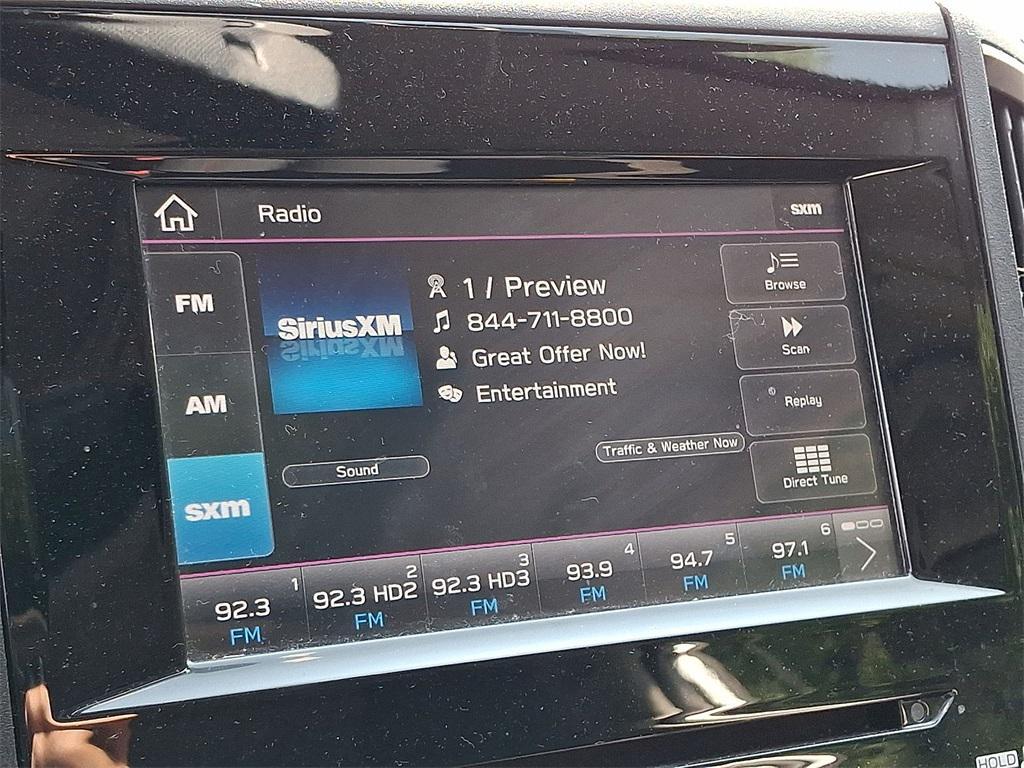 Radio
sxm
FM
AM
sxm
SiriusXM
1 / Preview
844-711-8800
Great Offer Now!
Entertainment
Browse
Scan
Replay
Direct Tune
Sound
Traffic & Weather Now
1
92.3
FM
2
92.3 HD2
FM
3
92.3 HD3
FM
4
93.9
FM
5
94.7
FM
6
97.1
FM
HOLD